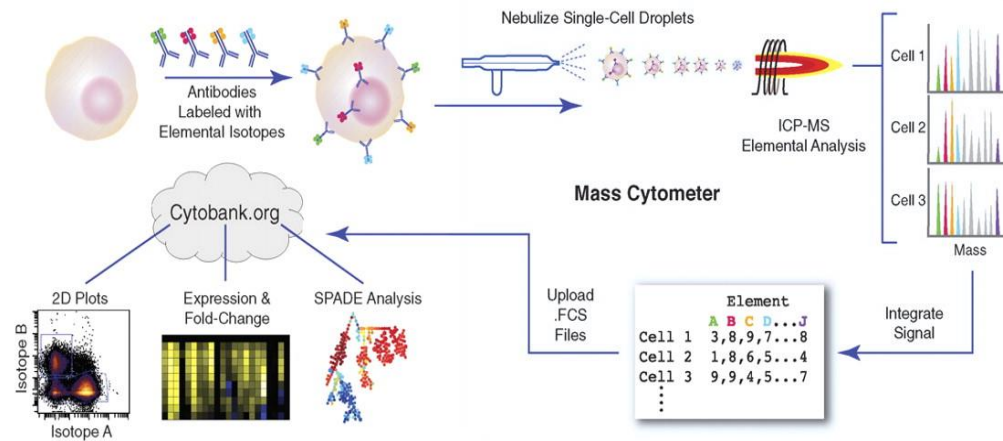 Nebulize Single-Cell Droplets
Antibodies
Labeled with
Elemental Isotopes
ICP-MS
Elemental Analysis
Cell 1
Cell 2
Cell 3
Mass
Mass Cytometer
Cytobank.org
2D Plots
Expression &
Fold-Change
SPADE Analysis
Isotope B
Isotope A
Upload
.FCS
Files
Element
A B C D...J
Cell 1 3,8,9,7...8
Cell 2 1,8,6,5...4
Cell 3 9,9,4,5...7
Integrate
Signal